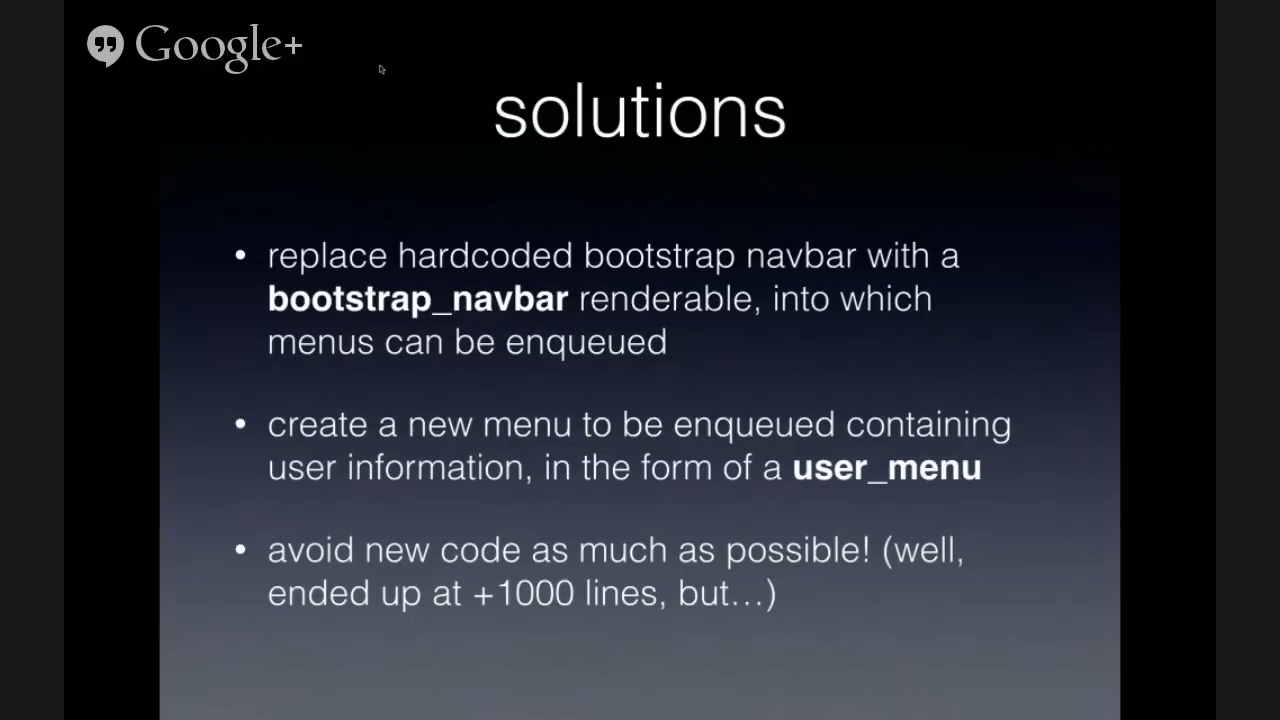 Google+
solutions
• replace hardcoded bootstrap navbar with a
bootstrap_navbar renderable, into which
menus can be enqueued
• create a new menu to be enqueued containing
user information, in the form of a user_menu
• avoid new code as much as possible! (well,
ended up at +1000 lines, but…)